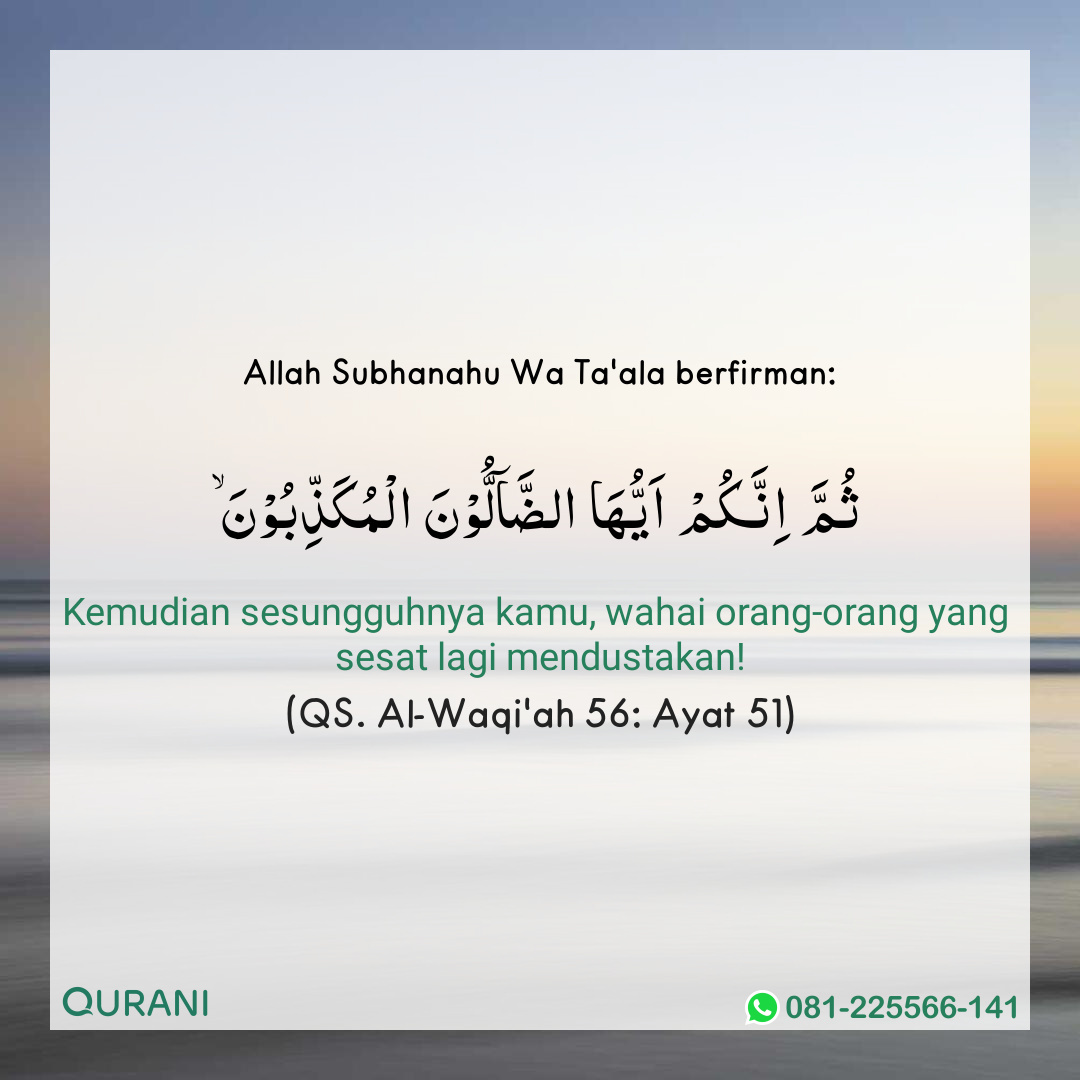 Allah Subhanahu Wa Ta'ala berfirman:
ثُمَّ اِنَّكُمْ اَيُّهَا الضَّاۤلُّوْنَ الْمُكَذِّبُوْنَ ۙ
Kemudian sesungguhnya kamu, wahai orang-orang yang
sesat lagi mendustakan!
(QS. Al-Waqi'ah 56: Ayat 51)
QURANI
081-225566-141